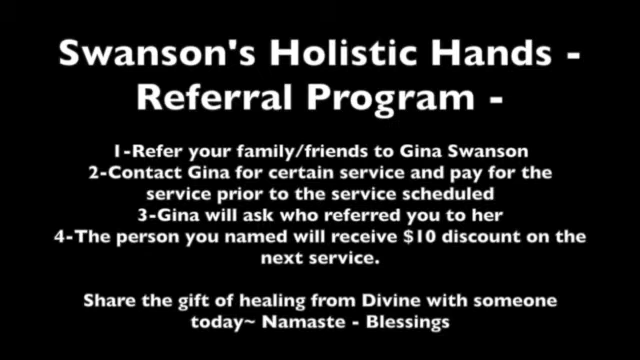 Swanson's Holistic Hands -
Referral Program -
1-Refer your family/friends to Gina Swanson
2-Contact Gina for certain service and pay for the
service prior to the service scheduled
3-Gina will ask who referred you to her
4-The person you named will receive $10 discount on the
next service.
Share the gift of healing from Divine with someone
today~ Namaste - Blessings